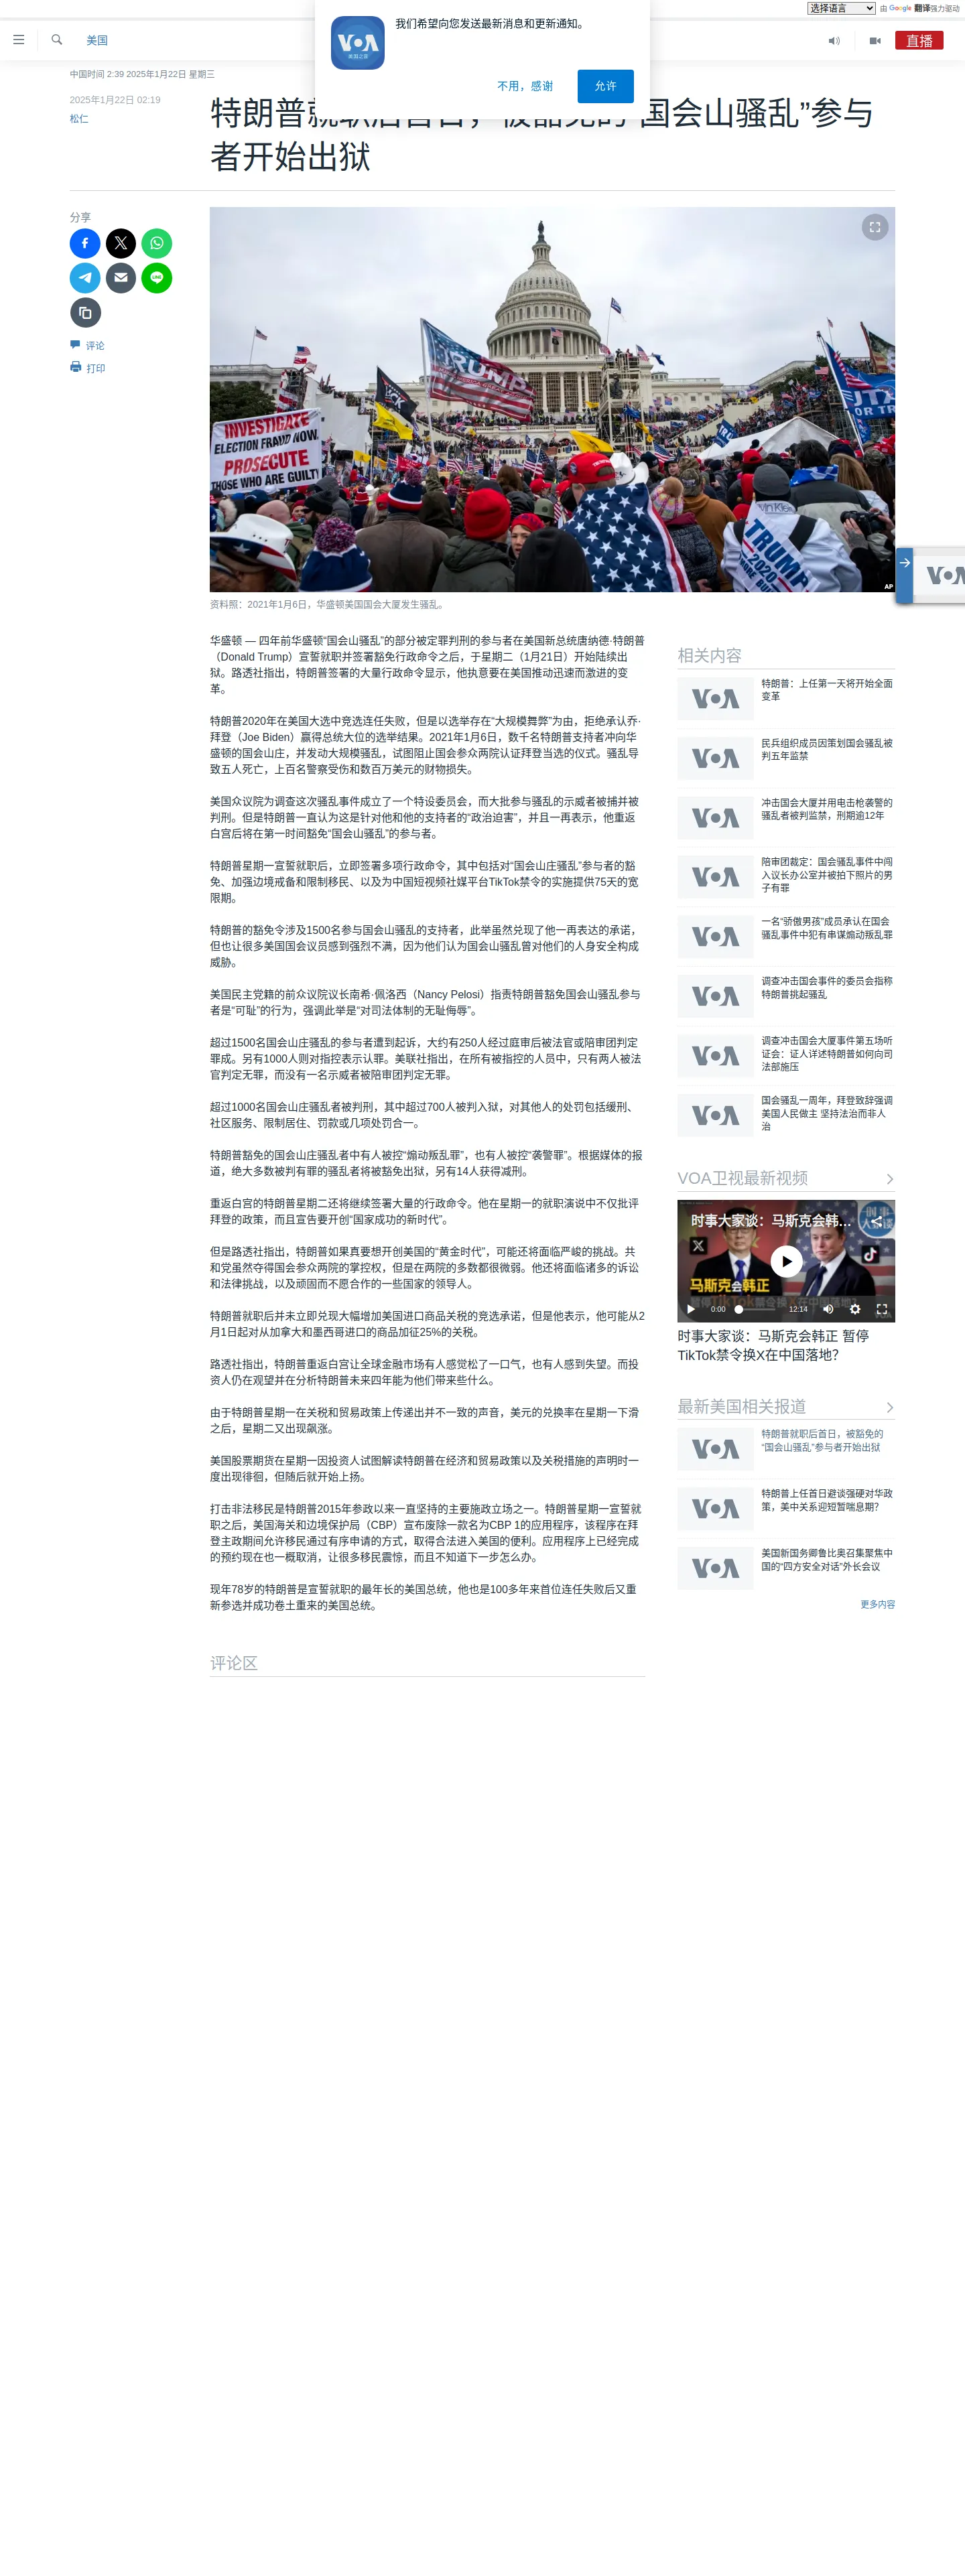 选择语言 由 Google 翻译强力驱动
美国
直播
VOA
美国之音
我们希望向您发送最新消息和更新通知。
不用，感谢
允许
中国时间 2:39 2025年1月22日 星期三
2025年1月22日 02:19
松仁
国会山骚乱”参与
者开始出狱
分享
评论
打印
INVESTIGATE
ELECTION FRAUD NOW.
PROSECUTE
THOSE WHO ARE GUILTY
TRUMP
TRUMP
2020
AP
资料照：2021年1月6日，华盛顿美国国会大厦发生骚乱。
华盛顿 — 四年前华盛顿“国会山骚乱”的部分被定罪判刑的参与者在美国新总统唐纳德·特朗普
（Donald Trump）宣誓就职并签署豁免行政命令之后，于星期二（1月21日）开始陆续出
狱。路透社指出，特朗普签署的大量行政命令显示，他执意要在美国推动迅速而激进的变
革。
特朗普2020年在美国大选中竞选连任失败，但是以选举存在“大规模舞弊”为由，拒绝承认乔·
拜登（Joe Biden）赢得总统大位的选举结果。2021年1月6日，数千名特朗普支持者冲向华
盛顿的国会山庄，并发动大规模骚乱，试图阻止国会参众两院认证拜登当选的仪式。骚乱导
致五人死亡，上百名警察受伤和数百万美元的财物损失。
美国众议院为调查这次骚乱事件成立了一个特设委员会，而大批参与骚乱的示威者被捕并被
判刑。但是特朗普一直认为这是针对他和他的支持者的“政治迫害”，并且一再表示，他重返
白宫后将在第一时间豁免“国会山骚乱”的参与者。
特朗普星期一宣誓就职后，立即签署多项行政命令，其中包括对“国会山庄骚乱”参与者的豁
免、加强边境戒备和限制移民、以及为中国短视频社媒平台TikTok禁令的实施提供75天的宽
限期。
特朗普的豁免令涉及1500名参与国会山骚乱的支持者，此举虽然兑现了他一再表达的承诺，
但也让很多美国国会议员感到强烈不满，因为他们认为国会山骚乱曾对他们的人身安全构成
威胁。
美国民主党籍的前众议院议长南希·佩洛西（Nancy Pelosi）指责特朗普豁免国会山骚乱参与
者是“可耻”的行为，强调此举是“对司法体制的无耻侮辱”。
超过1500名国会山庄骚乱的参与者遭到起诉，大约有250人经过庭审后被法官或陪审团判定
罪成。另有1000人则对指控表示认罪。美联社指出，在所有被指控的人员中，只有两人被法
官判定无罪，而没有一名示威者被陪审团判定无罪。
超过1000名国会山庄骚乱者被判刑，其中超过700人被判入狱，对其他人的处罚包括缓刑、
社区服务、限制居住、罚款或几项处罚合一。
特朗普豁免的国会山庄骚乱者中有人被控“煽动叛乱罪”，也有人被控“袭警罪”。根据媒体的报
道，绝大多数被判有罪的骚乱者将被豁免出狱，另有14人获得减刑。
重返白宫的特朗普星期二还将继续签署大量的行政命令。他在星期一的就职演说中不仅批评
拜登的政策，而且宣告要开创“国家成功的新时代”。
但是路透社指出，特朗普如果真要想开创美国的“黄金时代”，可能还将面临严峻的挑战。共
和党虽然夺得国会参众两院的掌控权，但是在两院的多数都很微弱。他还将面临诸多的诉讼
和法律挑战，以及顽固而不愿合作的一些国家的领导人。
特朗普就职后并未立即兑现大幅增加美国进口商品关税的竞选承诺，但是他表示，他可能从2
月1日起对从加拿大和墨西哥进口的商品加征25%的关税。
路透社指出，特朗普重返白宫让全球金融市场有人感觉松了一口气，也有人感到失望。而投
资人仍在观望并在分析特朗普未来四年能为他们带来些什么。
由于特朗普星期一在关税和贸易政策上传递出并不一致的声音，美元的兑换率在星期一下滑
之后，星期二又出现飙涨。
美国股票期货在星期一因投资人试图解读特朗普在经济和贸易政策以及关税措施的声明时一
度出现徘徊，但随后就开始上扬。
打击非法移民是特朗普2015年参政以来一直坚持的主要施政立场之一。特朗普星期一宣誓就
职之后，美国海关和边境保护局（CBP）宣布废除一款名为CBP 1的应用程序，该程序在拜
登主政期间允许移民通过有序申请的方式，取得合法进入美国的便利。应用程序上已经完成
的预约现在也一概取消，让很多移民震惊，而且不知道下一步怎么办。
现年78岁的特朗普是宣誓就职的最年长的美国总统，他也是100多年来首位连任失败后又重
新参选并成功卷土重来的美国总统。
评论区
相关内容
VOA
特朗普：上任第一天将开始全面
变革
VOA
民兵组织成员因策划国会骚乱被
判五年监禁
VOA
冲击国会大厦并用电击枪袭警的
骚乱者被判监禁，刑期逾12年
VOA
陪审团裁定：国会骚乱事件中闯
入议长办公室并被拍下照片的男
子有罪
VOA
一名“骄傲男孩”成员承认在国会
骚乱事件中犯有串谋煽动叛乱罪
VOA
调查冲击国会事件的委员会指称
特朗普挑起骚乱
VOA
调查冲击国会大厦事件第五场听
证会：证人详述特朗普如何向司
法部施压
VOA
国会骚乱一周年，拜登致辞强调
美国人民做主 坚持法治而非人
治
VOA卫视最新视频
时事大家谈：马斯克会韩…
马斯克会韩正
0:00
12:14
时事大家谈：马斯克会韩正 暂停
TikTok禁令换X在中国落地？
最新美国相关报道
VOA
特朗普就职后首日，被豁免的
“国会山骚乱”参与者开始出狱
VOA
特朗普上任首日避谈强硬对华政
策，美中关系迎短暂喘息期？
VOA
美国新国务卿鲁比奥召集聚焦中
国的“四方安全对话”外长会议
更多内容